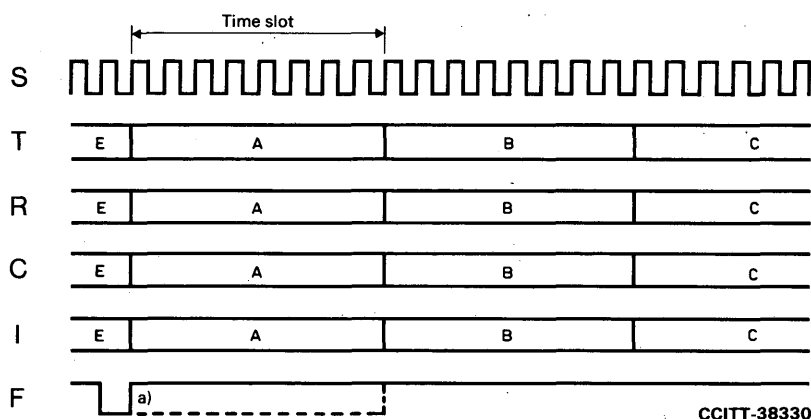 Time slot
S
T E A B C
R E A B C
C E A B C
I E A B C
F a)
CCITT-38330